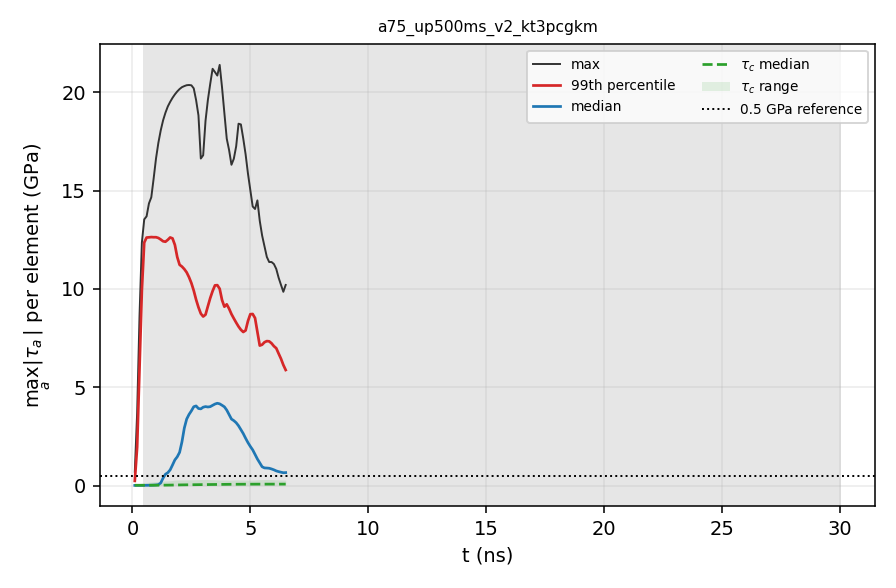 a75_up500ms_v2_kt3pcgkm
max
99th percentile
median
τc median
τc range
0.5 GPa reference
max|τa| per element (GPa)
a
20
15
10
5
0
0 5 10 15 20 25 30
t (ns)